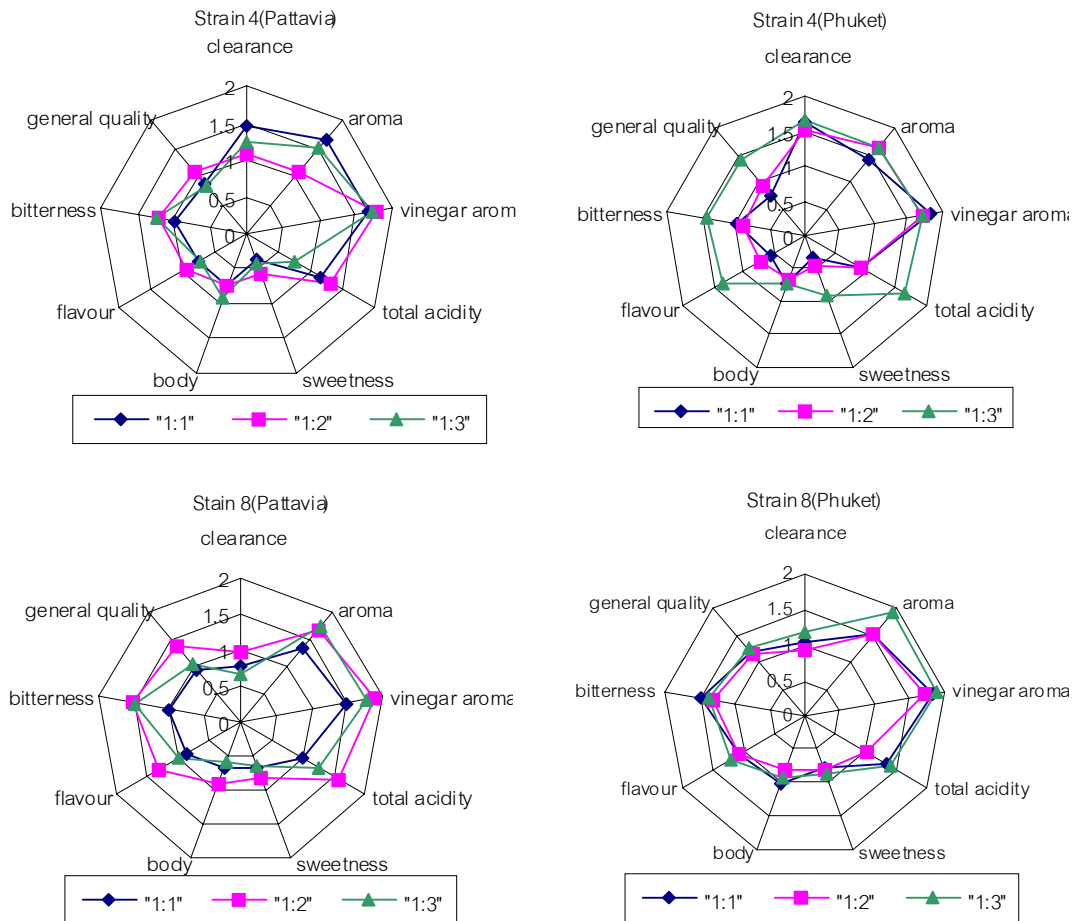 Strain 4(Pattavia)
clearance
2
1.5
1
0.5
0
aroma
vinegar arom
total acidity
sweetness
body
flavour
bitterness
general quality
"1:1" "1:2" "1:3"
Strain 4(Phuket)
clearance
2
1.5
1
0.5
0
aroma
vinegar aroma
total acidity
sweetness
body
flavour
bitterness
general quality
"1:1" "1:2" "1:3"
Stain 8(Pattavia)
clearance
2
1.5
1
0.5
0
aroma
vinegar aroma
total acidity
sweetness
body
flavour
bitterness
general quality
"1:1" "1:2" "1:3"
Strain 8(Phuket)
clearance
2
1.5
1
0.5
0
aroma
vinegar aroma
total acidity
sweetness
body
flavour
bitterness
general quality
"1:1" "1:2" "1:3"